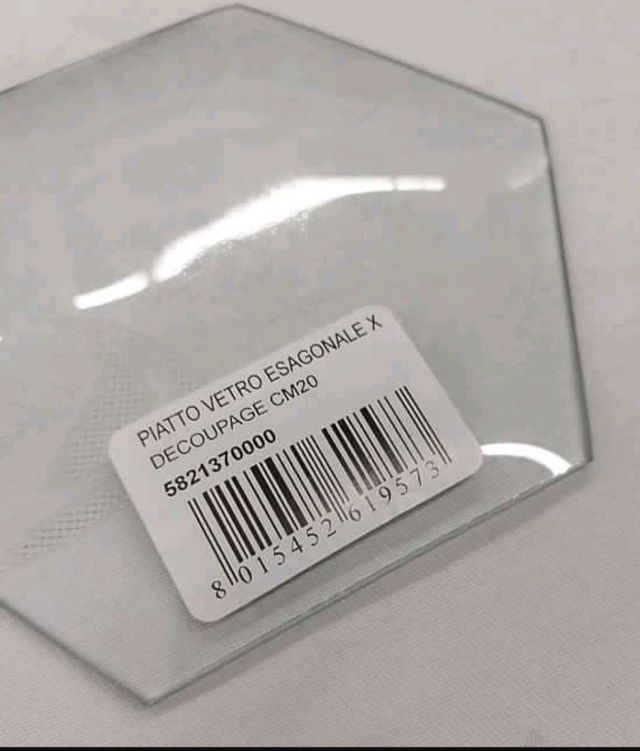 PIATTO VETRO ESAGONALE X
DECOUPAGE CM20
5821370000
8 015452 619573